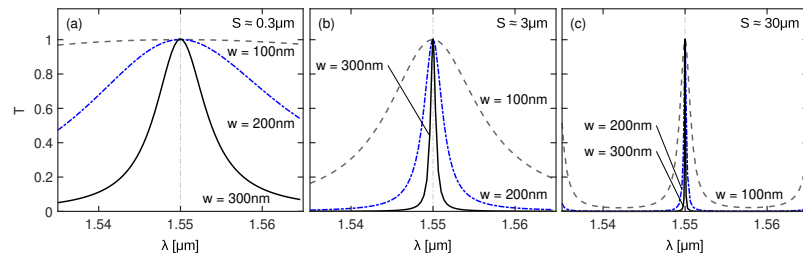 (a) S ≈ 0.3µm
w = 100nm
w = 200nm
w = 300nm
T
0
0.2
0.4
0.6
0.8
1
1.54 1.55 1.56
λ [µm]
(b) S ≈ 3µm
w = 300nm
w = 100nm
w = 200nm
1.54 1.55 1.56
λ [µm]
(c) S ≈ 30µm
w = 200nm
w = 300nm
w = 100nm
1.54 1.55 1.56
λ [µm]